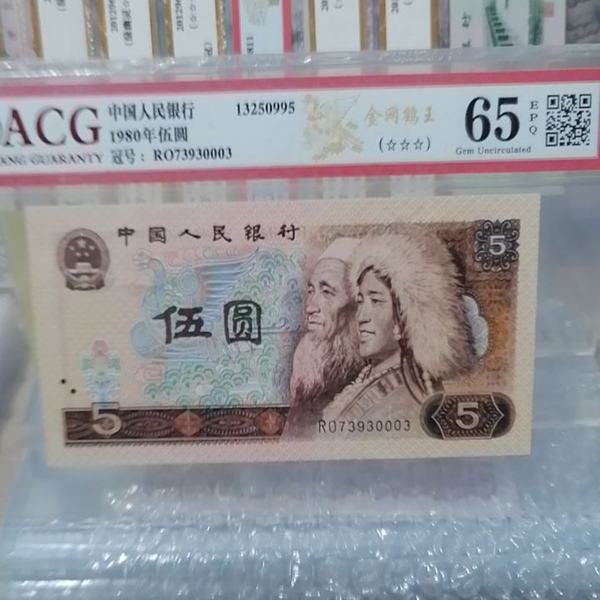 ACG
GUARANTY
中国人民银行
1980年伍圆
冠号：RO73930003
13250995
金网鹤王
(☆☆☆)
65
EPQ
Gem Uncirculated
中国人民银行
5
伍圆
5
RO73930003
5